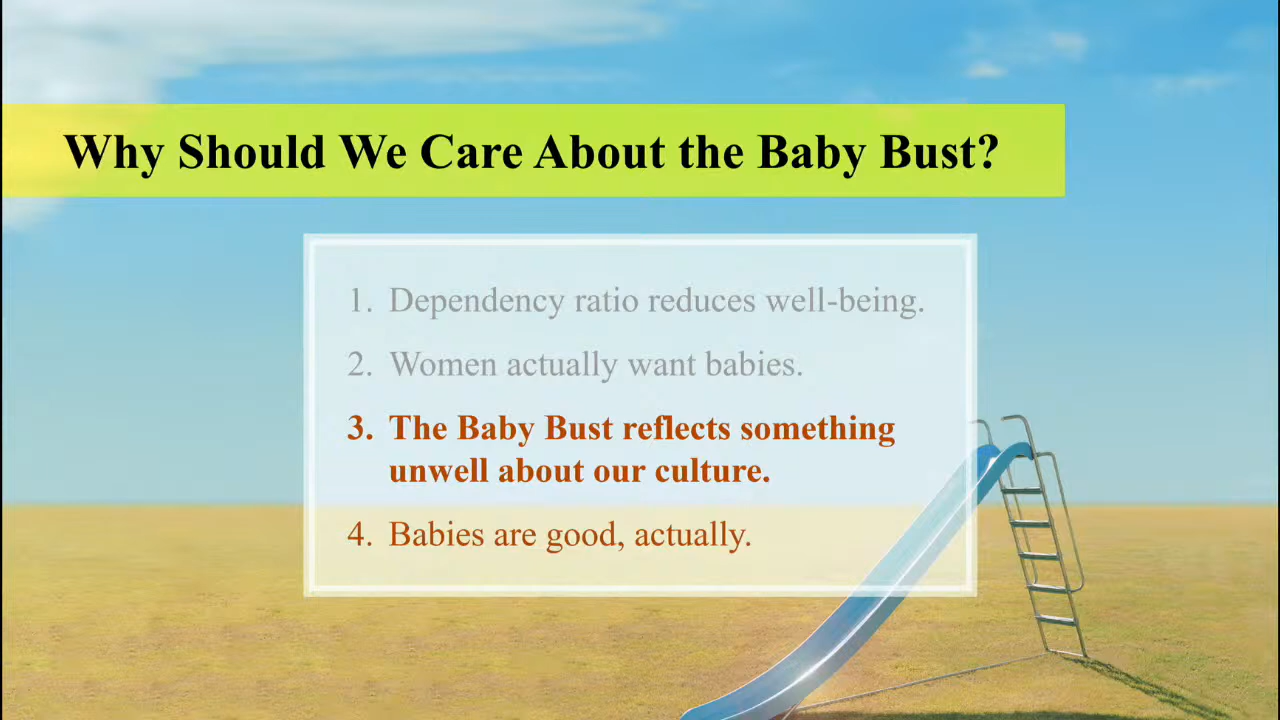 Why Should We Care About the Baby Bust?
1. Dependency ratio reduces well-being.
2. Women actually want babies.
3. The Baby Bust reflects something
unwell about our culture.
4. Babies are good, actually.